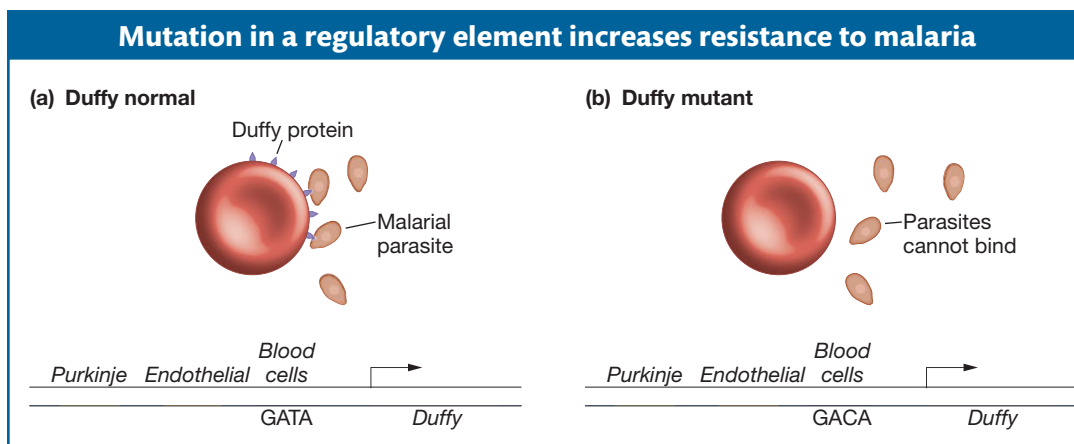 Mutation in a regulatory element increases resistance to malaria
(a) Duffy normal
Duffy protein
Malarial
parasite
Blood
Purkinje Endothelial cells
GATA Duffy
(b) Duffy mutant
Parasites
cannot bind
Blood
Purkinje Endothelial cells
GACA Duffy